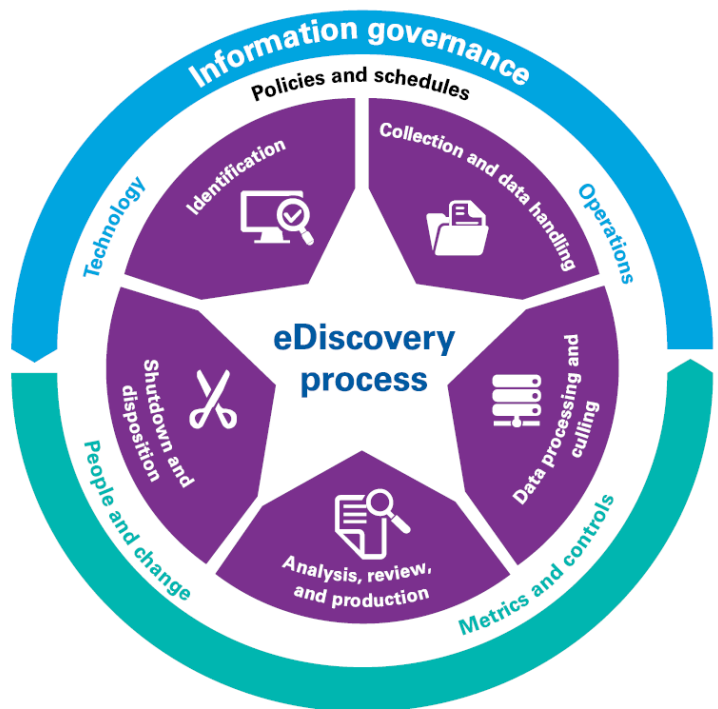 Information governance
Policies and schedules
Technology
Operations
Identification
Collection and data handling
eDiscovery
process
Shutdown and
disposition
Data processing and
culling
Analysis, review,
and production
People and change
Metrics and controls